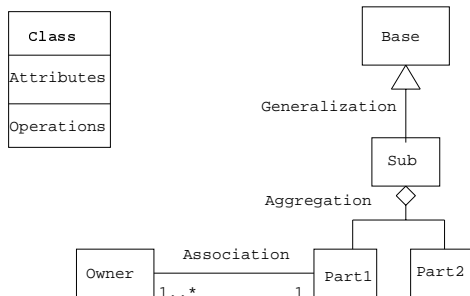 Class
Attributes
Operations
Base
Generalization
Sub
Aggregation
Association
Owner
1..*
1
Part1
Part2